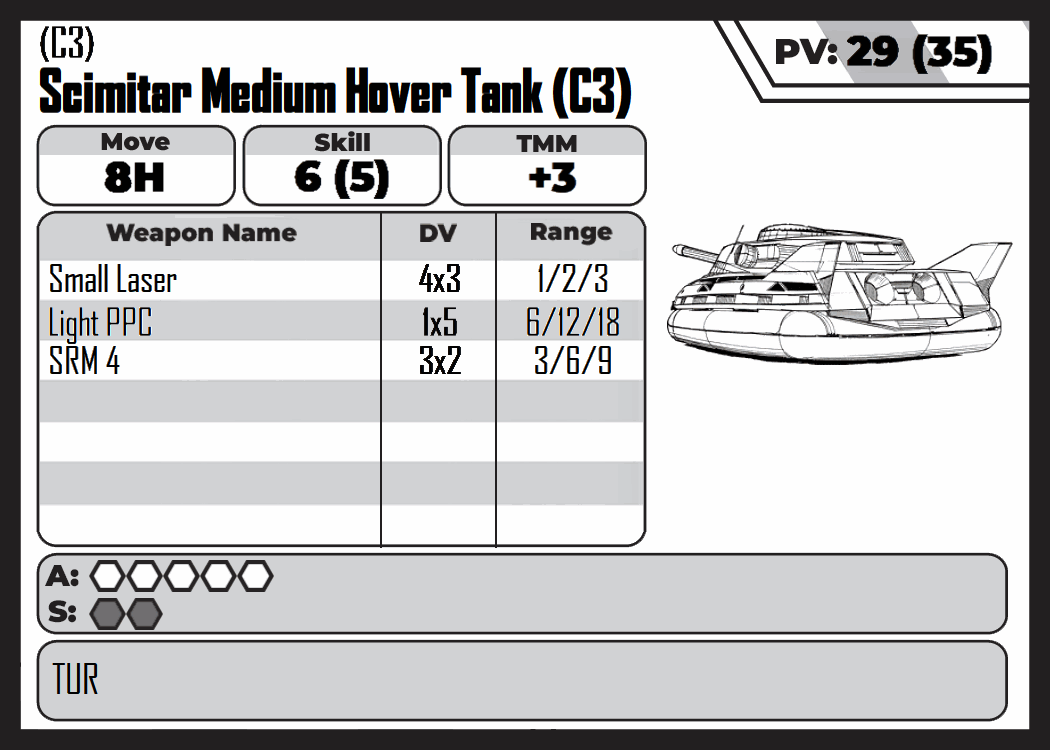 (C3)
Scimitar Medium Hover Tank (C3)
PV: 29 (35)
Move Skill TMM
8H 6 (5) +3
Weapon Name DV Range
Small Laser 4x3 1/2/3
Light PPC 1x5 6/12/18
SRM 4 3x2 3/6/9
A:
S:
TUR